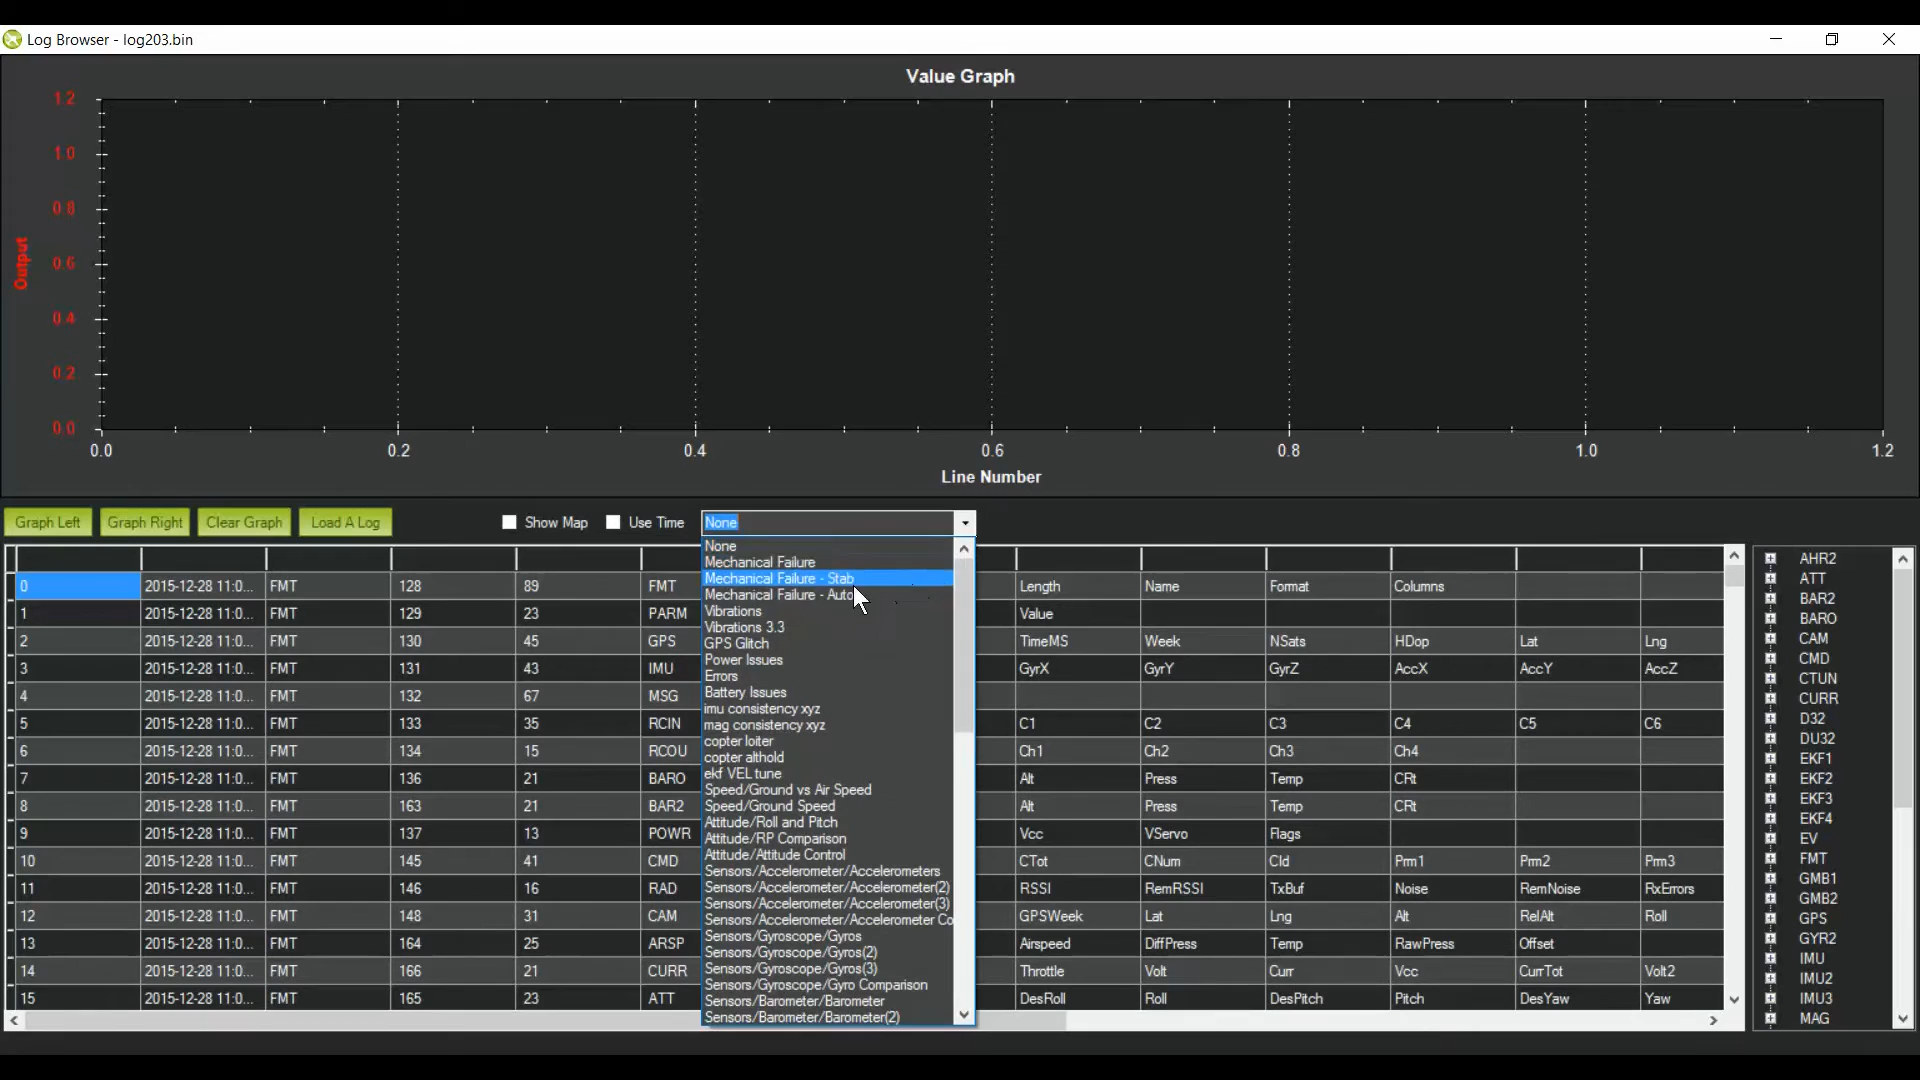 Log Browser - log203.bin
Value Graph
1.2
1.0
0.8
0.6
0.4
0.2
0.0
Output
0.0 0.2 0.4 0.6 0.8 1.0 1.2
Line Number
Graph Left Graph Right Clear Graph Load A Log Show Map Use Time None
None
Mechanical Failure
Mechanical Failure - Stab
Mechanical Failure - Auto
Vibrations
Vibrations 3.3
GPS Glitch
Power Issues
Errors
Battery Issues
imu consistency xyz
mag consistency xyz
copter loiter
copter althold
ekf VEL tune
Speed/Ground vs Air Speed
Speed/Ground Speed
Attitude/Roll and Pitch
Attitude/RP Comparison
Attitude/Attitude Control
Sensors/Accelerometer/Accelerometers
Sensors/Accelerometer/Accelerometer(2)
Sensors/Accelerometer/Accelerometer(3)
Sensors/Accelerometer/Accelerometer Co
Sensors/Gyroscope/Gyros
Sensors/Gyroscope/Gyros(2)
Sensors/Gyroscope/Gyros(3)
Sensors/Gyroscope/Gyro Comparison
Sensors/Barometer/Barometer
Sensors/Barometer/Barometer(2)
0 2015-12-28 11:0... FMT 128 89 FMT Length Name Format Columns
1 2015-12-28 11:0... FMT 129 23 PARM Value
2 2015-12-28 11:0... FMT 130 45 GPS TimeMS Week NSats HDop Lat Lng
3 2015-12-28 11:0... FMT 131 43 IMU GyrX GyrY GyrZ AccX AccY AccZ
4 2015-12-28 11:0... FMT 132 67 MSG
5 2015-12-28 11:0... FMT 133 35 RCIN C1 C2 C3 C4 C5 C6
6 2015-12-28 11:0... FMT 134 15 RCOU Ch1 Ch2 Ch3 Ch4
7 2015-12-28 11:0... FMT 136 21 BARO Alt Press Temp CRt
8 2015-12-28 11:0... FMT 163 21 BAR2 Alt Press Temp CRt
9 2015-12-28 11:0... FMT 137 13 POWR Vcc VServo Flags
10 2015-12-28 11:0... FMT 145 41 CMD CTot CNum CId Prm1 Prm2 Prm3
11 2015-12-28 11:0... FMT 146 16 RAD RSSI RemRSSI TxBuf Noise RemNoise RxErrors
12 2015-12-28 11:0... FMT 148 31 CAM GPSWeek Lat Lng Alt RelAlt Roll
13 2015-12-28 11:0... FMT 164 25 ARSP Airspeed DiffPress Temp RawPress Offset
14 2015-12-28 11:0... FMT 166 21 CURR Throttle Volt Curr Vcc CurrTot Volt2
15 2015-12-28 11:0... FMT 165 23 ATT DesRoll Roll DesPitch Pitch DesYaw Yaw
AHR2
ATT
BAR2
BARO
CAM
CMD
CTUN
CURR
D32
DU32
EKF1
EKF2
EKF3
EKF4
EV
FMT
GMB1
GMB2
GPS
GYR2
IMU
IMU2
IMU3
MAG